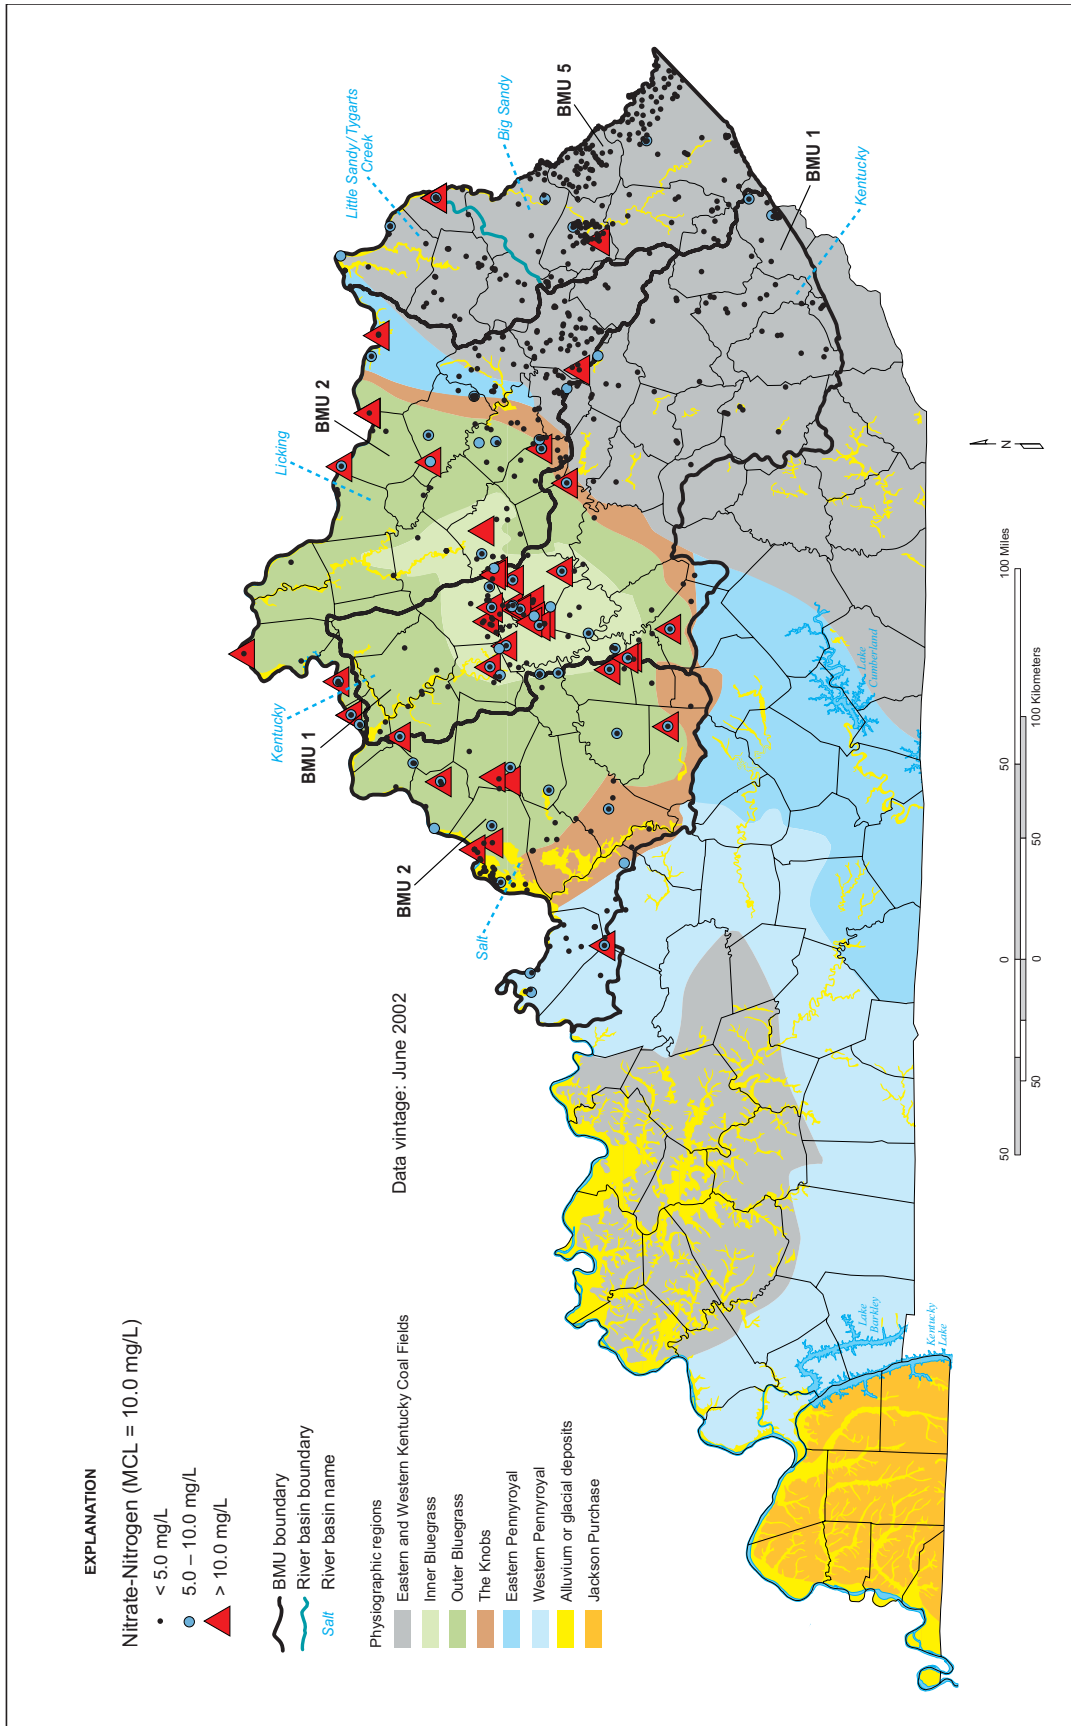 EXPLANATION
Nitrate-Nitrogen (MCL = 10.0 mg/L)
< 5.0 mg/L
5.0 – 10.0 mg/L
> 10.0 mg/L
BMU boundary
River basin boundary
Salt River basin name
Physiographic regions
Eastern and Western Kentucky Coal Fields
Inner Bluegrass
Outer Bluegrass
The Knobs
Eastern Pennyroyal
Western Pennyroyal
Alluvium or glacial deposits
Jackson Purchase
Data vintage: June 2002
Salt
BMU 2
BMU 1
Kentucky
Licking
BMU 2
Little Sandy/Tygarts
Creek
Big Sandy
BMU 5
BMU 1
Kentucky
Lake
Cumberland
Lake
Barkley
Kentucky
Lake
N
50 0 50 100 Miles
50 0 50 100 Kilometers